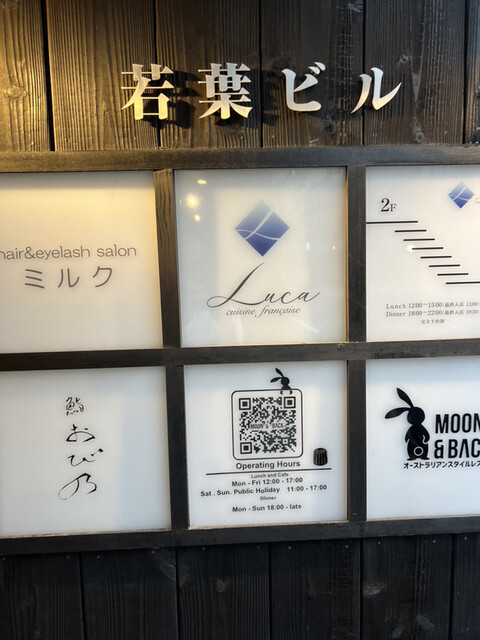 若葉ビル
hair&eyelash salon
ミルク
Luca
cuisine française
2F
Lunch 12:00～15:00
Dinner 18:00～22:00
鮨
おび乃
MOON & BACK
Operating Hours
Lunch and Cafe
Mon - Fri 12:00 - 17:00
Sat . Sun. Public Holiday 11:00 - 17:00
Dinner
Mon - Sun 18:00 - late
MOON
& BACK
オーストラリアンスタイルレス